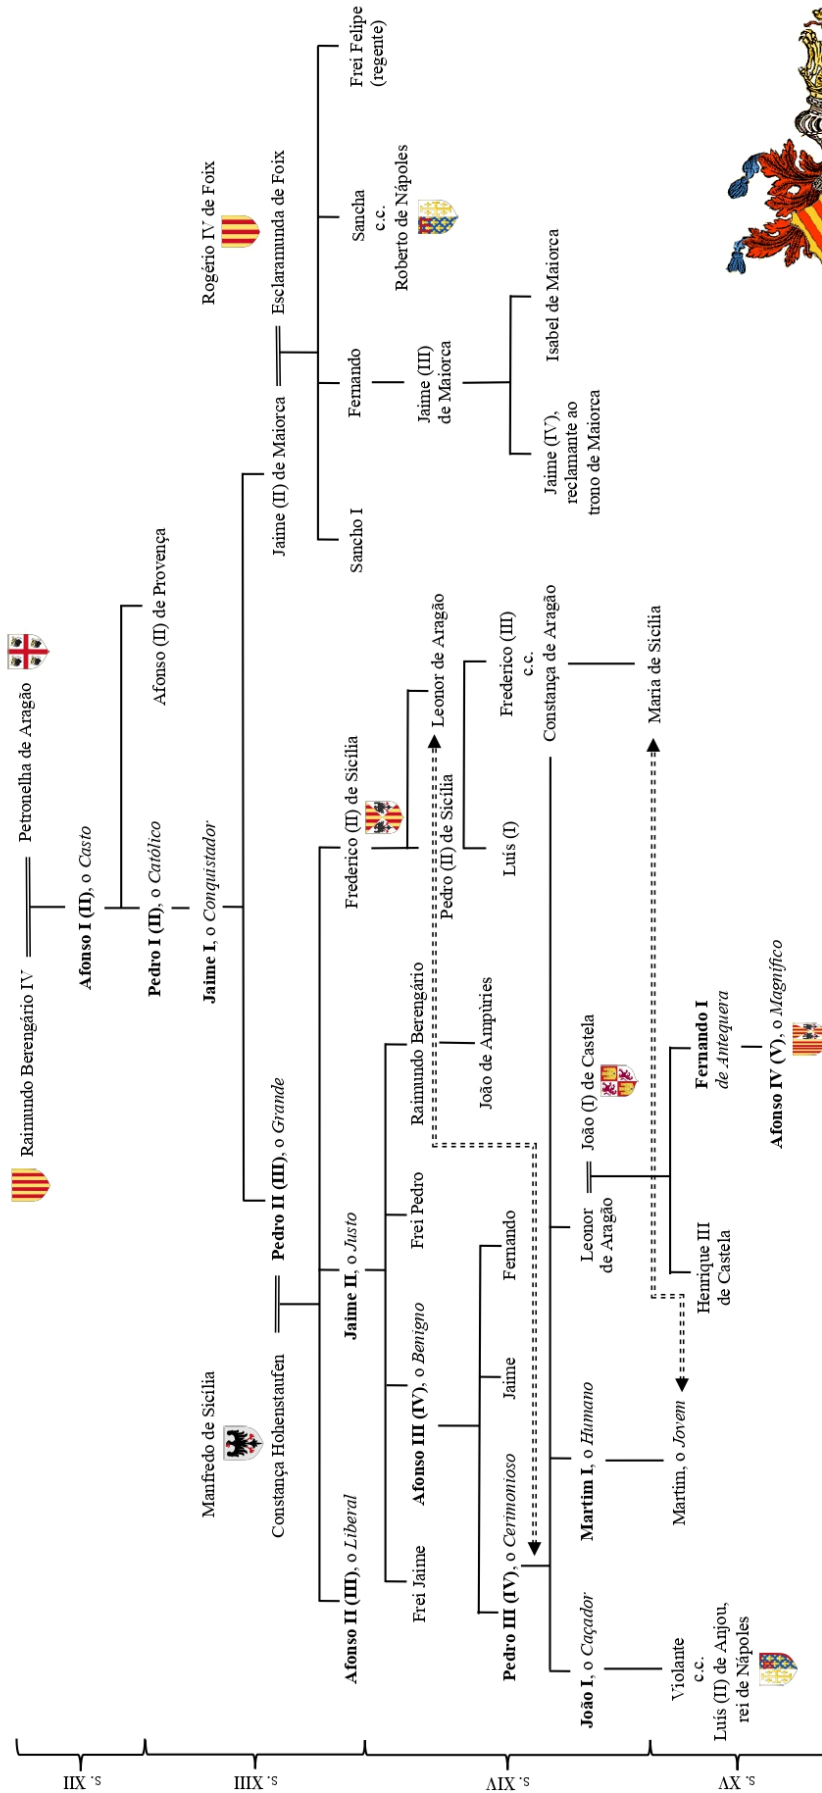 Raimundo Berengário IV
Petronelha de Aragão
Afonso I (II), o Casto
Pedro I (II), o Católico
Afonso (II) de Provença
Jaime I, o Conquistador
Manfredo de Sicília
Rogério IV de Foix
Constança Hohenstaufen
Pedro II (III), o Grande
Jaime (II) de Maiorca
Esclaramunda de Foix
Afonso II (III), o Liberal
Jaime II, o Justo
Frederico (II) de Sicília
Sancho I
Fernando
Sancha
c.c.
Roberto de Nápoles
Frei Felipe
(regente)
Frei Jaime
Afonso III (IV), o Benigno
Frei Pedro
Raimundo Berengário
Pedro (II) de Sicília
Leonor de Aragão
Jaime (III)
de Maiorca
Pedro III (IV), o Cerimonioso
Jaime
Fernando
João de Ampúries
Luís (I)
Frederico (III)
c.c.
Constança de Aragão
Jaime (IV),
reclamante ao
trono de Maiorca
Isabel de Maiorca
João I, o Caçador
Martim I, o Humano
Leonor
de Aragão
João (I) de Castela
Violante
c.c.
Luís (II) de Anjou,
rei de Nápoles
Martim, o Jovem
Henrique III
de Castela
Fernando I
de Antequera
Maria de Sicília
Afonso IV (V), o Magnífico
s. XII
s. XIII
s. XIV
s. XV